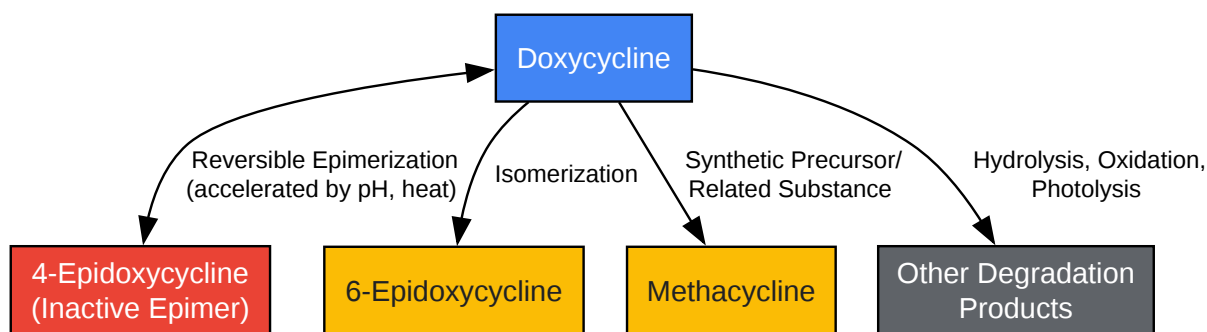 Doxycycline
Reversible Epimerization
(accelerated by pH, heat)
Isomerization
Synthetic Precursor/
Related Substance
Hydrolysis, Oxidation,
Photolysis
4-Epidoxycycline
(Inactive Epimer)
6-Epidoxycycline
Methacycline
Other Degradation
Products